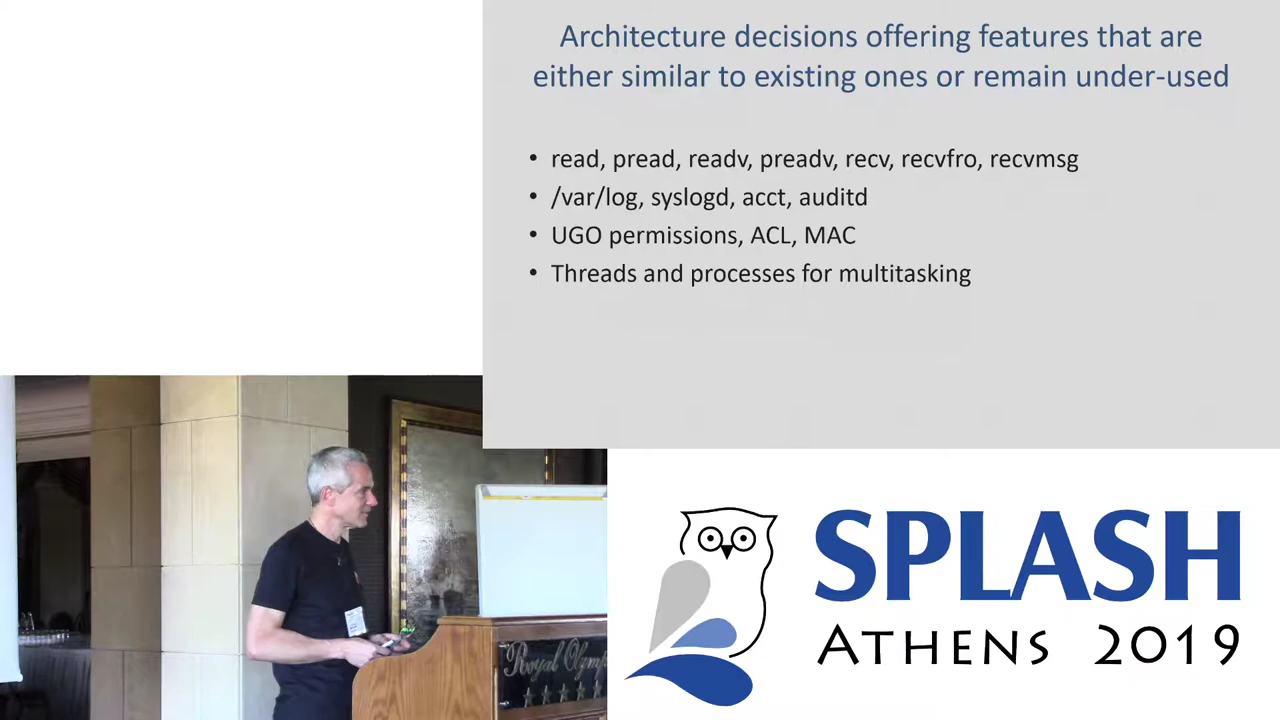 Architecture decisions offering features that are
either similar to existing ones or remain under-used
• read, pread, readv, preadv, recv, recvfro, recvmsg
• /var/log, syslogd, acct, auditd
• UGO permissions, ACL, MAC
• Threads and processes for multitasking
Royal Olymp
SPLASH
ATHENS 2019